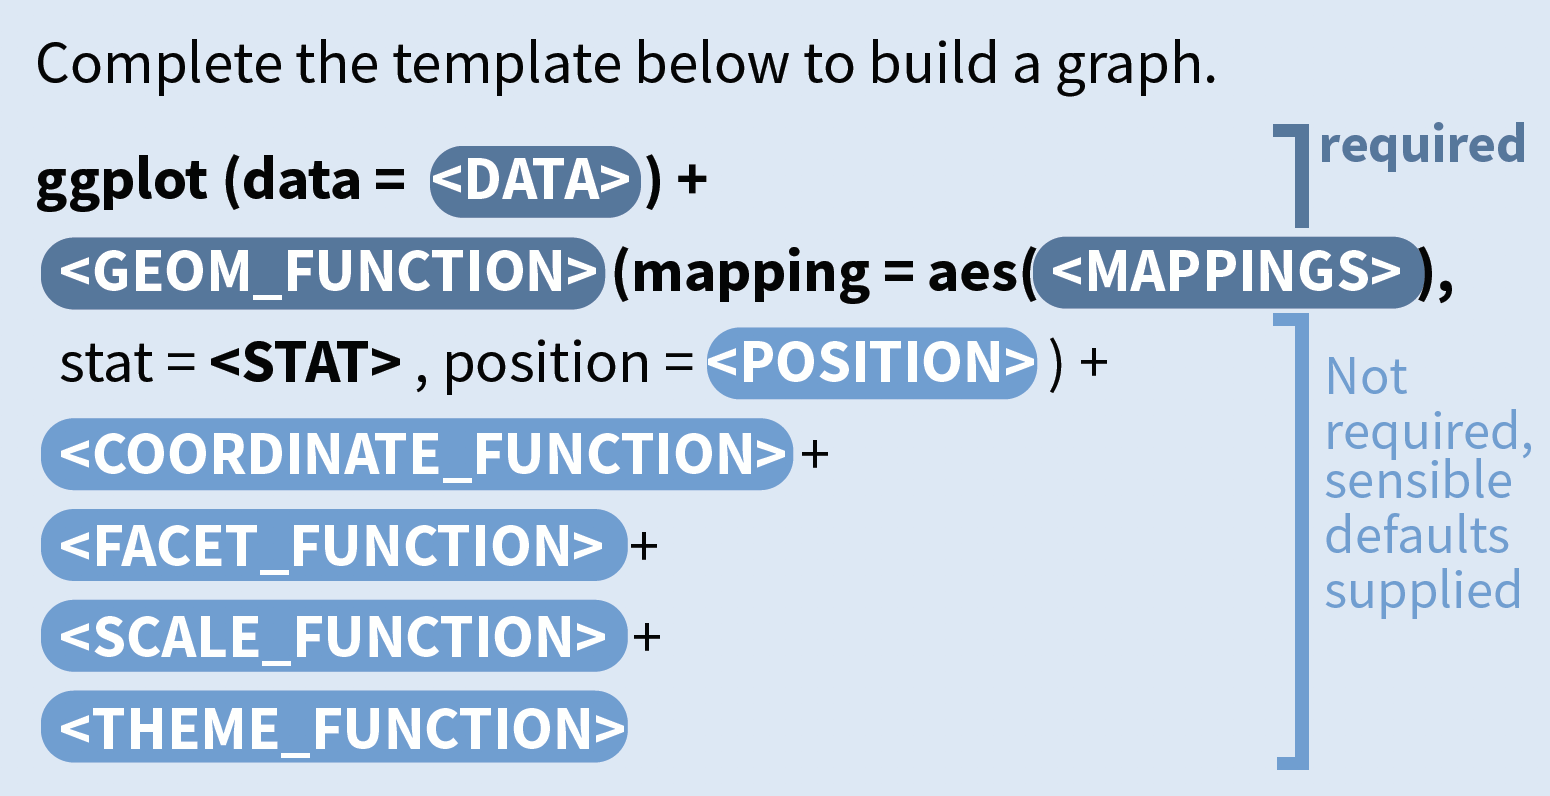 Complete the template below to build a graph.
required
ggplot (data = <DATA> ) +
<GEOM_FUNCTION> (mapping = aes( <MAPPINGS> ),
stat = <STAT> , position = <POSITION> ) +
<COORDINATE_FUNCTION> +
<FACET_FUNCTION> +
<SCALE_FUNCTION> +
<THEME_FUNCTION>
Not
required,
sensible
defaults
supplied